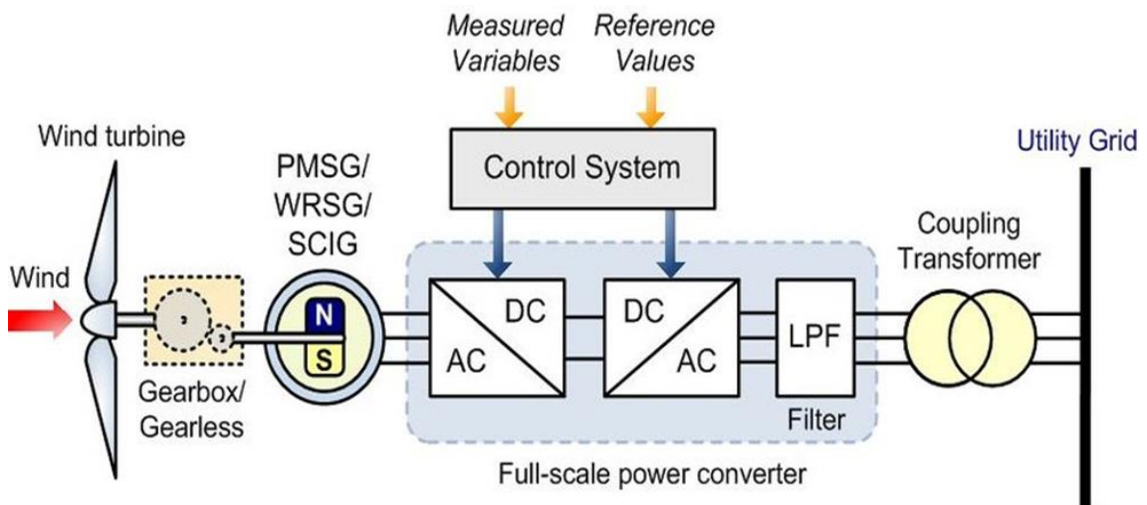 Measured
Variables
Reference
Values
Wind turbine
PMSG/
WRSG/
SCIG
Control System
Utility Grid
Coupling
Transformer
Wind
N
S
DC
AC
DC
AC
LPF
Gearbox/
Gearless
Filter
Full-scale power converter